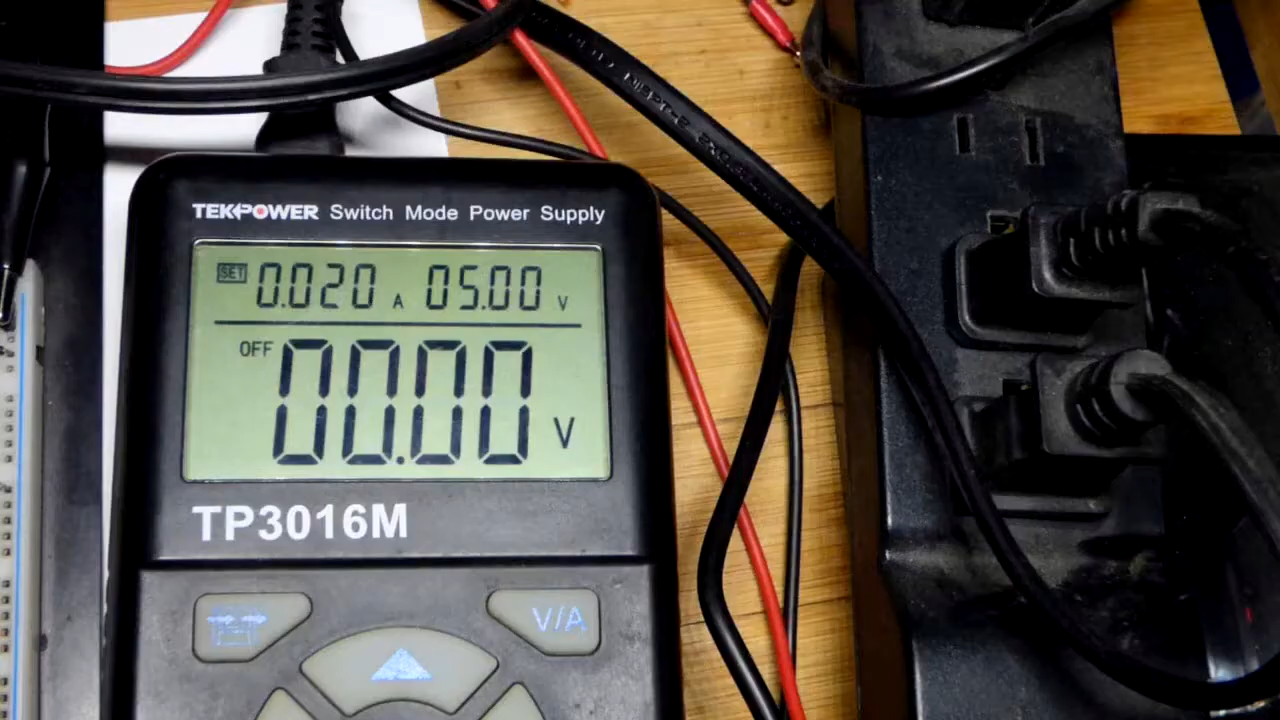 TEKPOWER Switch Mode Power Supply
SET 0.020 A 05.00 V
OFF 00.00 V
TP3016M
V/A